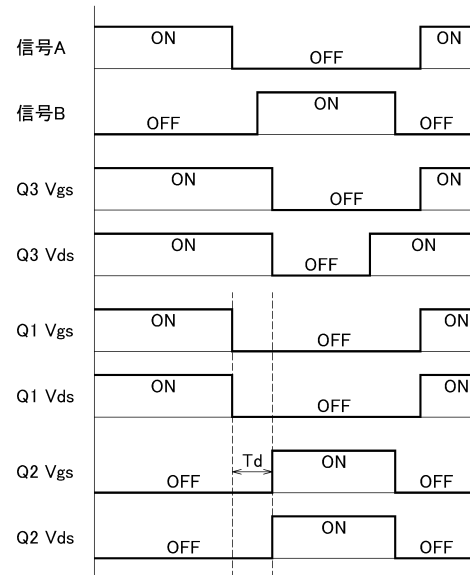 信号A ON OFF ON
信号B OFF ON OFF
Q3 Vgs ON OFF ON
Q3 Vds ON OFF ON
Q1 Vgs ON OFF ON
Q1 Vds ON OFF ON
Td
Q2 Vgs OFF ON OFF
Q2 Vds OFF ON OFF